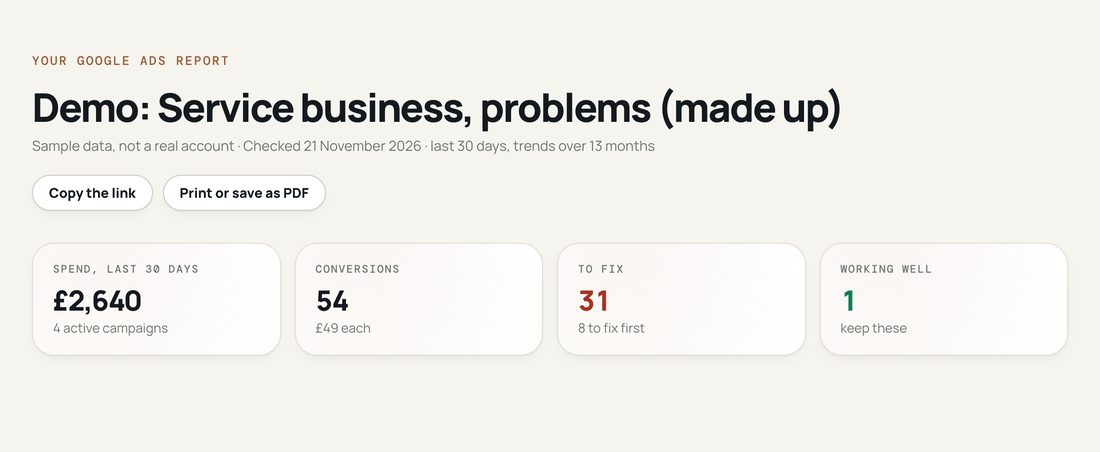 YOUR GOOGLE ADS REPORT
Demo: Service business, problems (made up)
Sample data, not a real account · Checked 21 November 2026 · last 30 days, trends over 13 months
Copy the link
Print or save as PDF
SPEND, LAST 30 DAYS
£2,640
4 active campaigns
CONVERSIONS
54
£49 each
TO FIX
31
8 to fix first
WORKING WELL
1
keep these